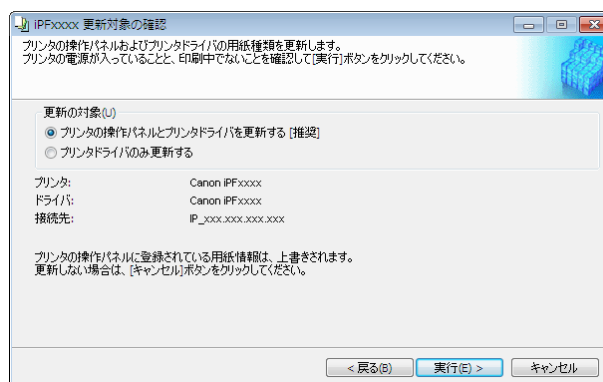 iPFxxxx 更新対象の確認
プリンタの操作パネルおよびプリンタドライバの用紙種類を更新します。
プリンタの電源が入っていることと、印刷中でないことを確認して[実行]ボタンをクリックしてください。
更新の対象(U)
プリンタの操作パネルとプリンタドライバを更新する [推奨]
プリンタドライバのみ更新する
プリンタ: Canon iPFxxxx
ドライバ: Canon iPFxxxx
接続先: IP_xxx.xxx.xxx.xxx
プリンタの操作パネルに登録されている用紙情報は、上書きされます。
更新しない場合は、[キャンセル]ボタンをクリックしてください。
< 戻る(B) 実行(E) > キャンセル